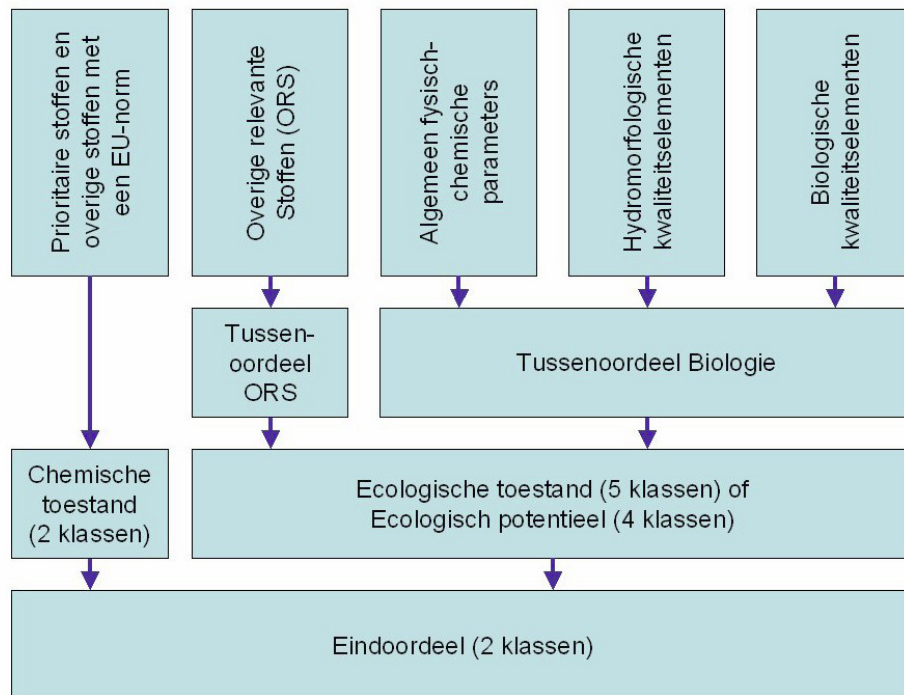 Prioritaire stoffen en
overige stoffen met
een EU-norm
Overige relevante
Stoffen (ORS)
Algemeen fysisch-
chemische
parameters
Hydromorfologische
kwaliteitselementen
Biologische
kwaliteitselementen
Tussen-
oordeel
ORS
Tussenoordeel Biologie
Chemische
toestand
(2 klassen)
Ecologische toestand (5 klassen) of
Ecologisch potentieel (4 klassen)
Eindoordeel (2 klassen)